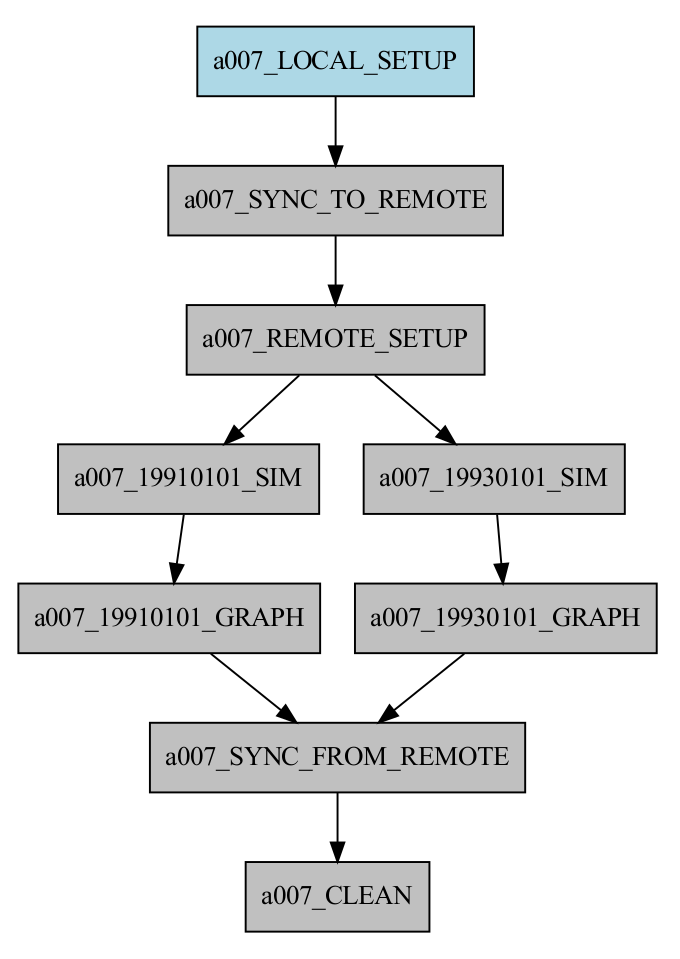 a007_LOCAL_SETUP
a007_SYNC_TO_REMOTE
a007_REMOTE_SETUP
a007_19910101_SIM
a007_19930101_SIM
a007_19910101_GRAPH
a007_19930101_GRAPH
a007_SYNC_FROM_REMOTE
a007_CLEAN